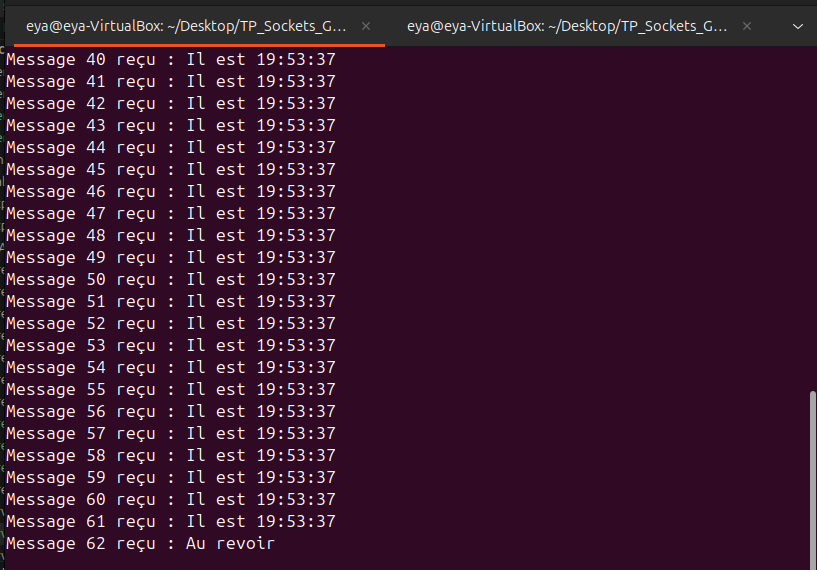 eya@eya-VirtualBox: ~/Desktop/TP_Sockets_G… × eya@eya-VirtualBox: ~/Desktop/TP_Sockets_G… ×
Message 40 reçu : Il est 19:53:37
Message 41 reçu : Il est 19:53:37
Message 42 reçu : Il est 19:53:37
Message 43 reçu : Il est 19:53:37
Message 44 reçu : Il est 19:53:37
Message 45 reçu : Il est 19:53:37
Message 46 reçu : Il est 19:53:37
Message 47 reçu : Il est 19:53:37
Message 48 reçu : Il est 19:53:37
Message 49 reçu : Il est 19:53:37
Message 50 reçu : Il est 19:53:37
Message 51 reçu : Il est 19:53:37
Message 52 reçu : Il est 19:53:37
Message 53 reçu : Il est 19:53:37
Message 54 reçu : Il est 19:53:37
Message 55 reçu : Il est 19:53:37
Message 56 reçu : Il est 19:53:37
Message 57 reçu : Il est 19:53:37
Message 58 reçu : Il est 19:53:37
Message 59 reçu : Il est 19:53:37
Message 60 reçu : Il est 19:53:37
Message 61 reçu : Il est 19:53:37
Message 62 reçu : Au revoir